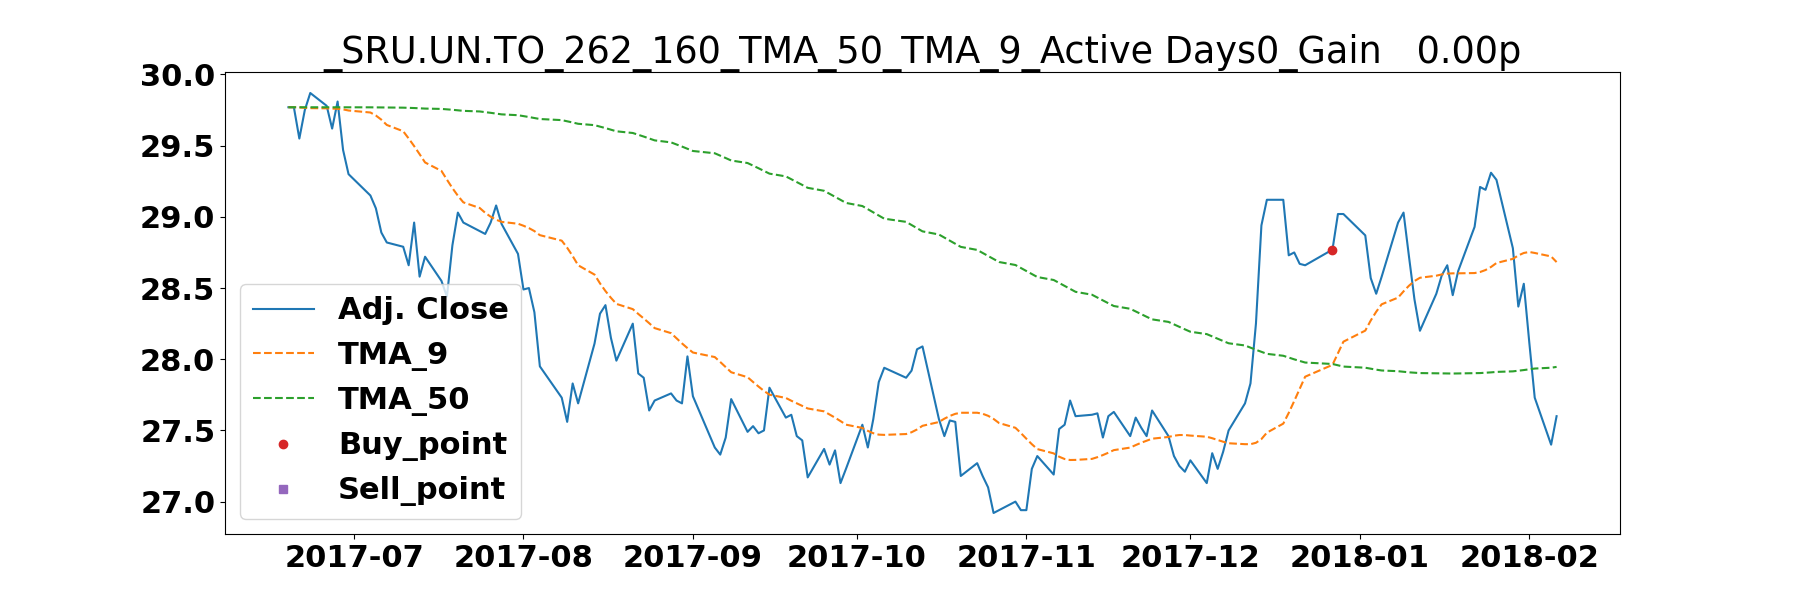 _SRU.UN.TO_262_160_TMA_50_TMA_9_Active Days0_Gain   0.00p
30.0
29.5
29.0
28.5
28.0
27.5
27.0
Adj. Close
TMA_9
TMA_50
Buy_point
Sell_point
2017-07 2017-08 2017-09 2017-10 2017-11 2017-12 2018-01 2018-02